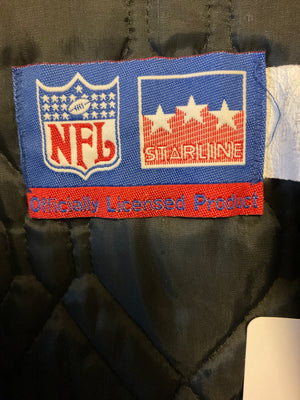 NFL
STARLINE
Officially Licensed Product